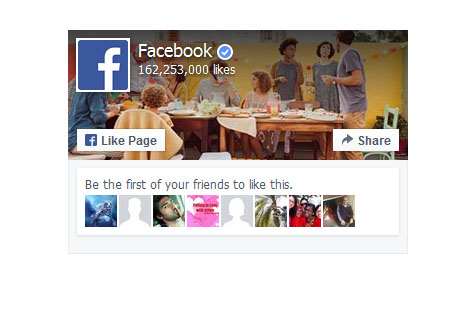 Facebook
162,253,000 likes
Like Page
Share
Be the first of your friends to like this.